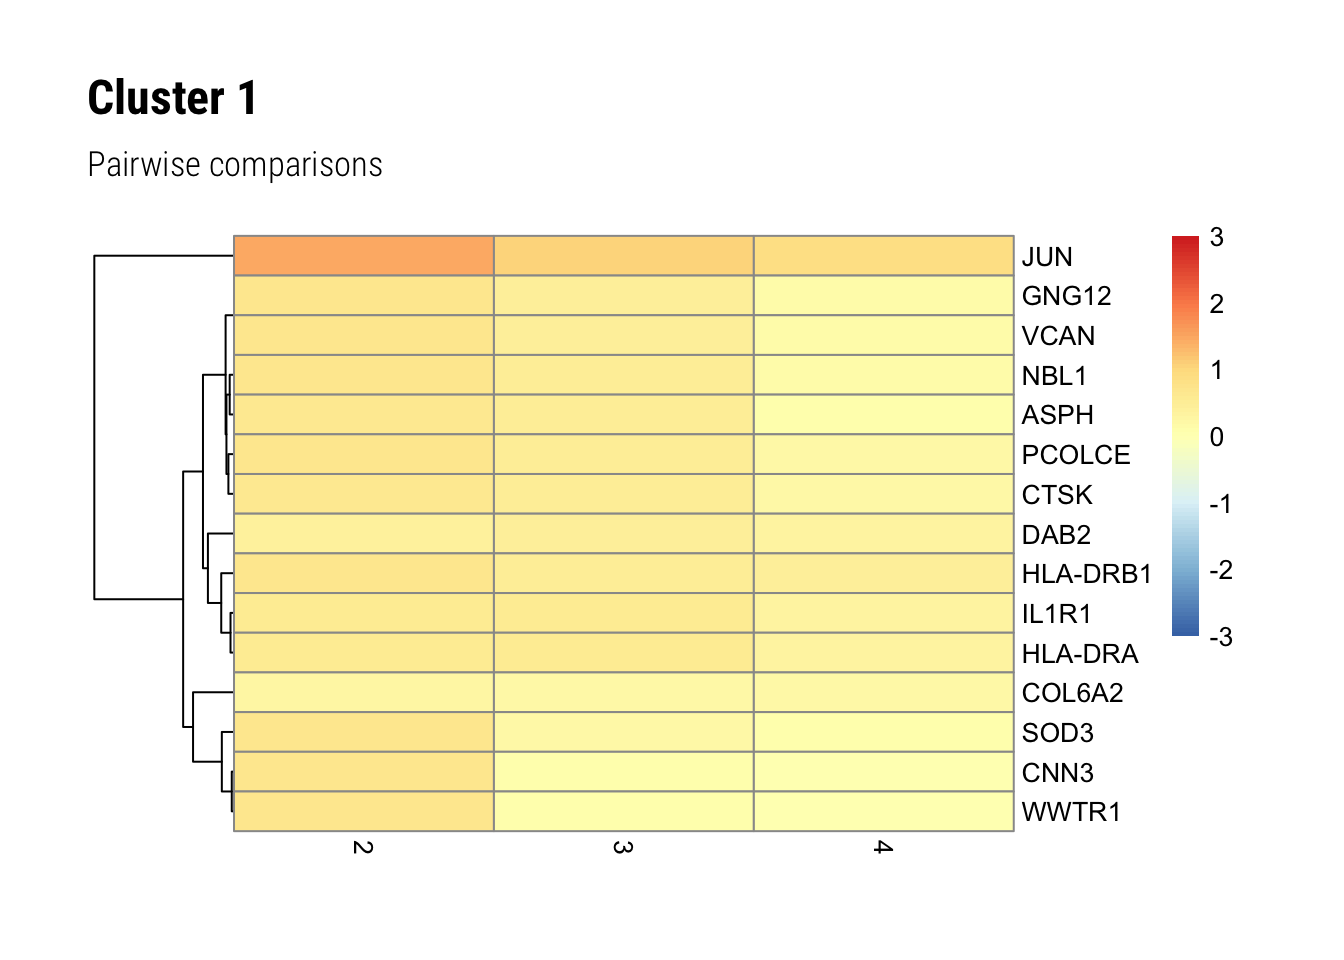 Cluster 1
Pairwise comparisons
JUN
GNG12
VCAN
NBL1
ASPH
PCOLCE
CTSK
DAB2
HLA-DRB1
IL1R1
HLA-DRA
COL6A2
SOD3
CNN3
WWTR1
2
3
4
3
2
1
0
-1
-2
-3